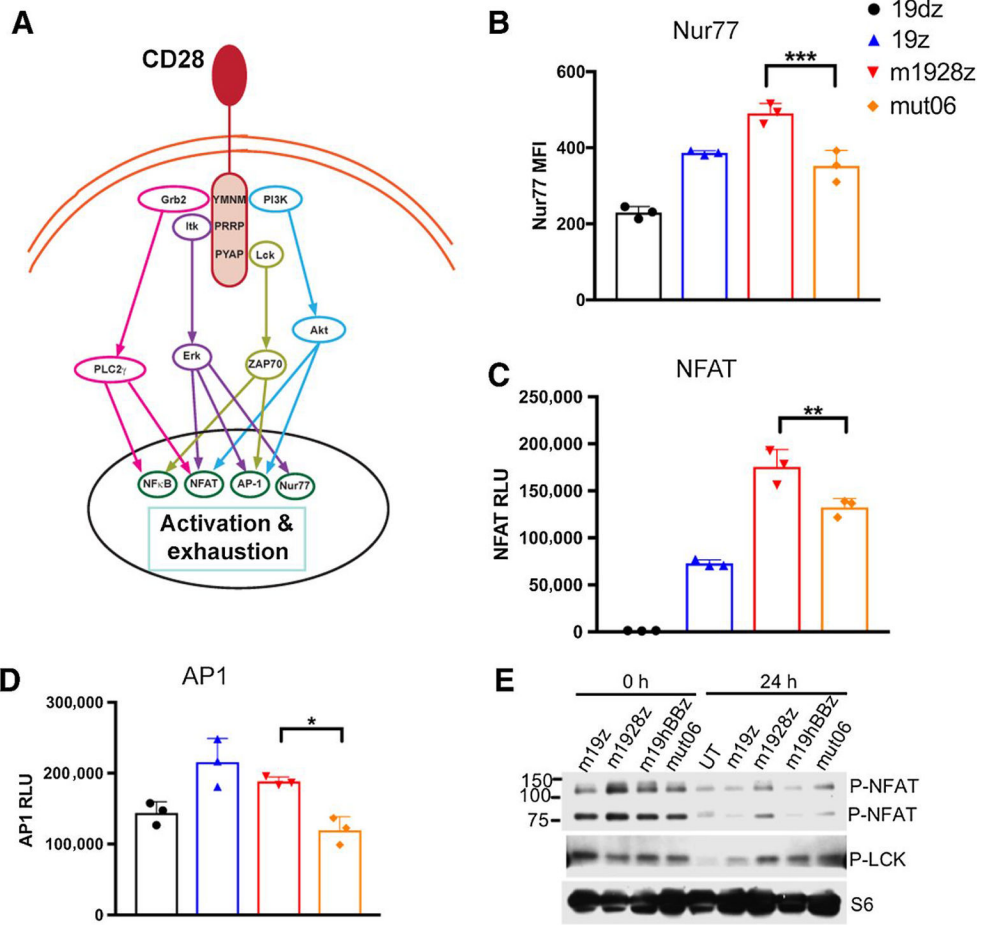 A
CD28
Grb2
YMNM
PI3K
Itk
PRRP
PYAP
Lck
Akt
Erk
PLC2γ
ZAP70
NFκB
NFAT
AP-1
Nur77
Activation &
exhaustion
B
Nur77
19dz
19z
m1928z
mut06
***
600
400
200
0
Nur77 MFI
C
NFAT
**
250,000
200,000
150,000
100,000
50,000
0
NFAT RLU
D
AP1
*
300,000
200,000
100,000
0
AP1 RLU
E
0 h
24 h
m19z
m1928z
m19hBBz
mut06
UT
m19z
m1928z
m19hBBz
mut06
150
100
75
P-NFAT
P-NFAT
P-LCK
S6